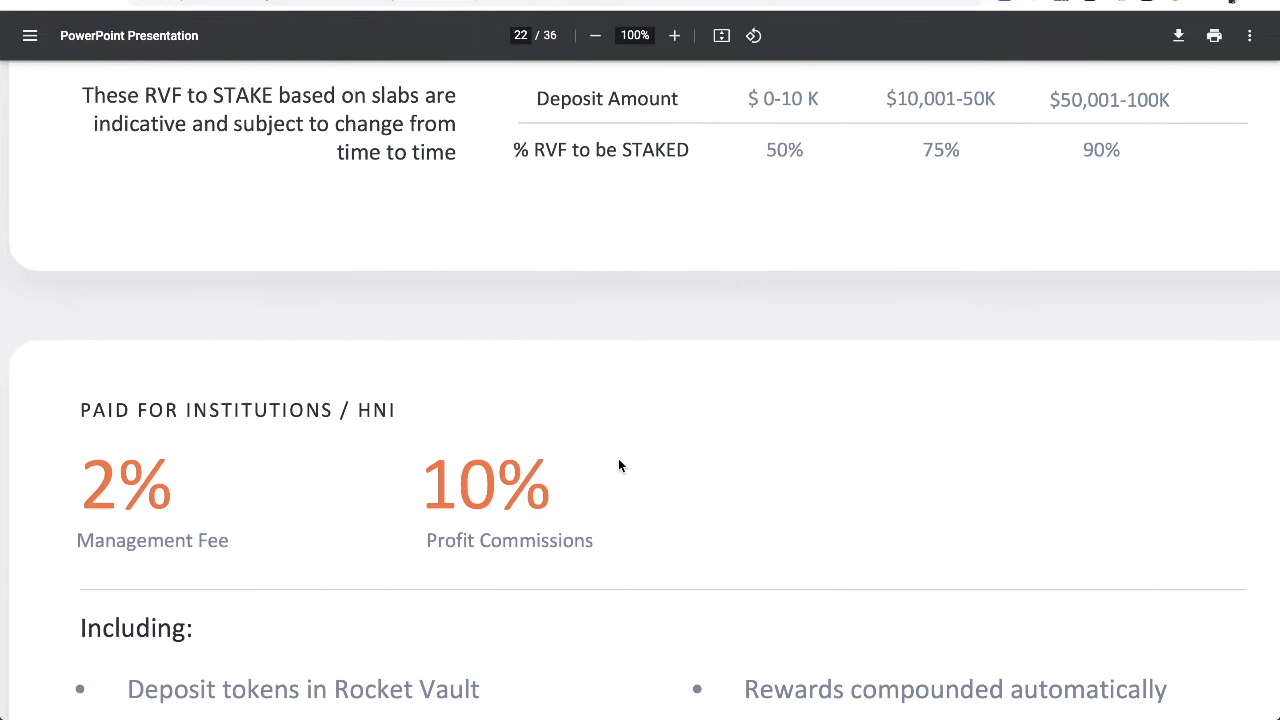 PowerPoint Presentation
22 / 36
100%
These RVF to STAKE based on slabs are
indicative and subject to change from
time to time
Deposit Amount $ 0-10 K $10,001-50K $50,001-100K
% RVF to be STAKED 50% 75% 90%
PAID FOR INSTITUTIONS / HNI
2% 10%
Management Fee Profit Commissions
Including:
• Deposit tokens in Rocket Vault • Rewards compounded automatically